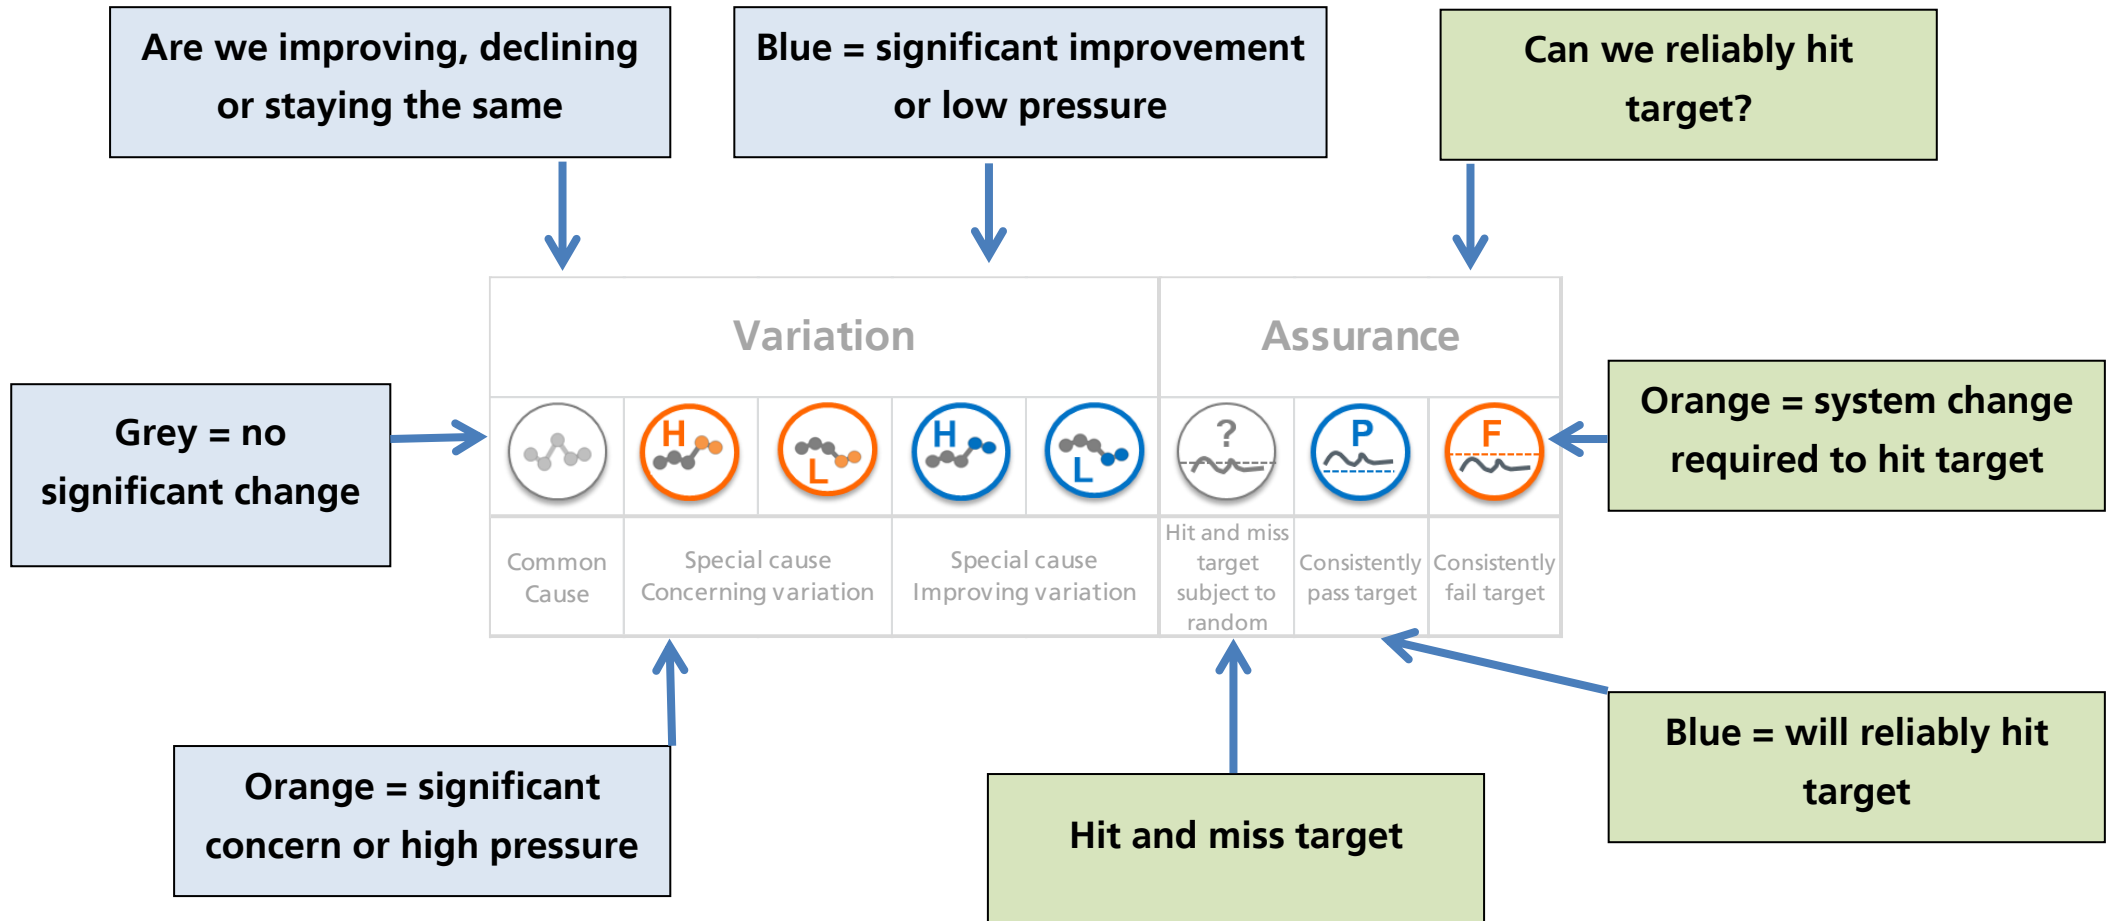 Are we improving, declining
or staying the same
Blue = significant improvement
or low pressure
Can we reliably hit
target?
Variation
Assurance
Grey = no
significant change
H
L
H
L
?
P
F
Orange = system change
required to hit target
Common
Cause
Special cause
Concerning variation
Special cause
Improving variation
Hit and miss
target
subject to
random
Consistently
pass target
Consistently
fail target
Orange = significant
concern or high pressure
Hit and miss target
Blue = will reliably hit
target